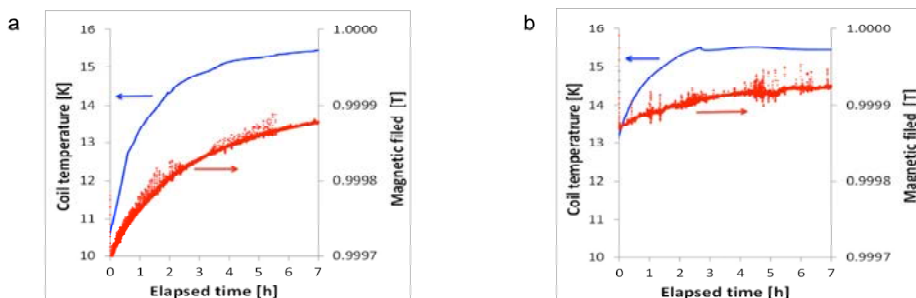 a
16
15
14
13
12
11
10
Coil temperature [K]
1.0000
0.9999
0.9998
0.9997
Magnetic filed [T]
0 1 2 3 4 5 6 7
Elapsed time [h]
b
16
15
14
13
12
11
10
Coil temperatrure [K]
1.0000
0.9999
0.9998
0.9997
Magnetic filed [T]
0 1 2 3 4 5 6 7
Elapsed time [h]